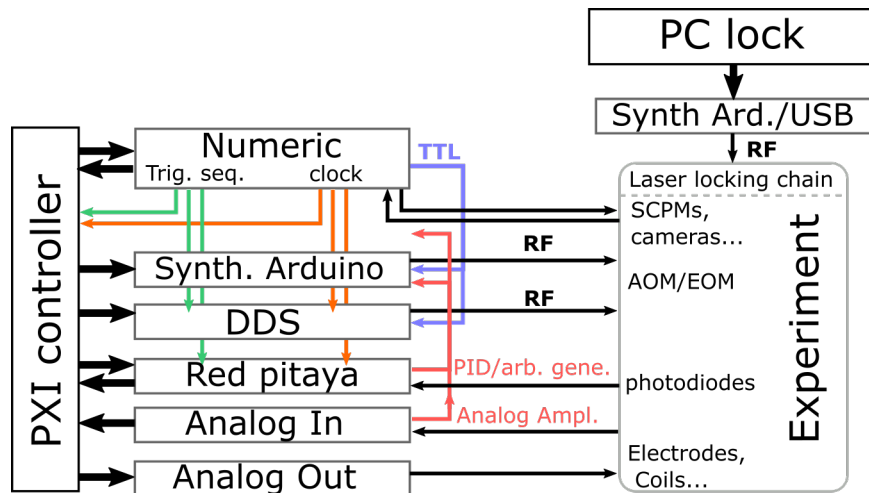 PC lock
Synth Ard./USB
RF
PXI controller
Numeric
Trig. seq. clock
TTL
Laser locking chain
SCPMs,
cameras...
Experiment
RF
Synth. Arduino
AOM/EOM
RF
DDS
Red pitaya
PID/arb. gene.
photodiodes
Analog In
Analog Ampl.
Electrodes,
Coils...
Analog Out